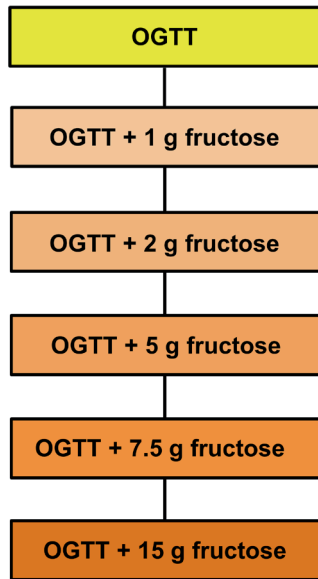 OGTT
OGTT + 1 g fructose
OGTT + 2 g fructose
OGTT + 5 g fructose
OGTT + 7.5 g fructose
OGTT + 15 g fructose